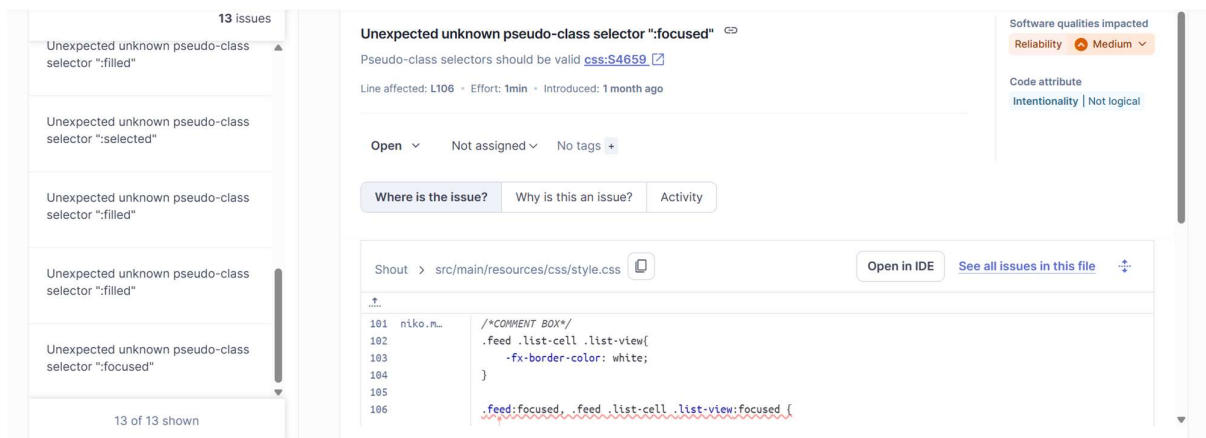 13 issues
Unexpected unknown pseudo-class
selector ":filled"
Unexpected unknown pseudo-class
selector ":selected"
Unexpected unknown pseudo-class
selector ":filled"
Unexpected unknown pseudo-class
selector ":filled"
Unexpected unknown pseudo-class
selector ":focused"
13 of 13 shown
Unexpected unknown pseudo-class selector ":focused"
Pseudo-class selectors should be valid css:S4659
Line affected: L106 • Effort: 1min • Introduced: 1 month ago
Software qualities impacted
Reliability Medium
Code attribute
Intentionality | Not logical
Open Not assigned No tags +
Where is the issue? Why is this an issue? Activity
Shout > src/main/resources/css/style.css Open in IDE See all issues in this file
101 niko.m… /*COMMENT BOX*/
102 .feed .list-cell .list-view{
103 -fx-border-color: white;
104 }
105
106 .feed:focused, .feed .list-cell .list-view:focused {